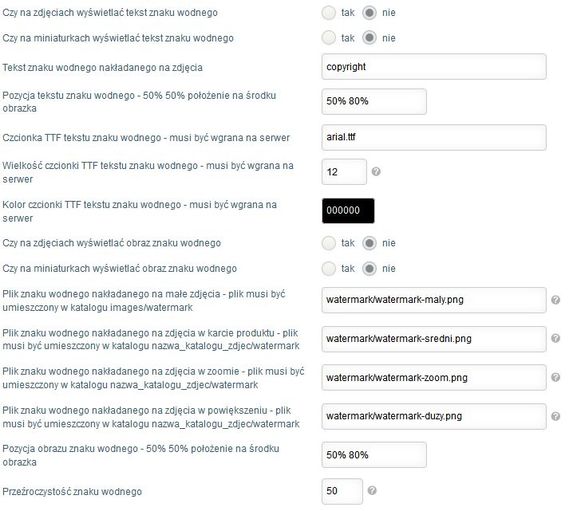 Czy na zdjęciach wyświetlać tekst znaku wodnego tak nie
Czy na miniaturkach wyświetlać tekst znaku wodnego tak nie
Tekst znaku wodnego nakładanego na zdjęcia copyright
Pozycja tekstu znaku wodnego - 50% 50% położenie na środku
obrazka
50% 80%
Czcionka TTF tekstu znaku wodnego - musi być wgrana na serwer arial.ttf
Wielkość czcionki TTF tekstu znaku wodnego - musi być wgrana na
serwer
12 ?
Kolor czcionki TTF tekstu znaku wodnego - musi być wgrana na
serwer
000000
Czy na zdjęciach wyświetlać obraz znaku wodnego tak nie
Czy na miniaturkach wyświetlać obraz znaku wodnego tak nie
Plik znaku wodnego nakładanego na małe zdjęcia - plik musi być
umieszczony w katalogu images/watermark
watermark/watermark-maly.png ?
Plik znaku wodnego nakładanego na zdjęcia w karcie produktu - plik
musi być umieszczony w katalogu nazwa_katalogu_zdjec/watermark
watermark/watermark-sredni.png ?
Plik znaku wodnego nakładanego na zdjęcia w zoomie - plik musi być
umieszczony w katalogu nazwa_katalogu_zdjec/watermark
watermark/watermark-zoom.png ?
Plik znaku wodnego nakładanego na zdjęcia w powiększeniu - plik
musi być umieszczony w katalogu nazwa_katalogu_zdjec/watermark
watermark/watermark-duzy.png ?
Pozycja obrazu znaku wodnego - 50% 50% położenie na środku
obrazka
50% 80%
Przeźroczystość znaku wodnego 50 ?